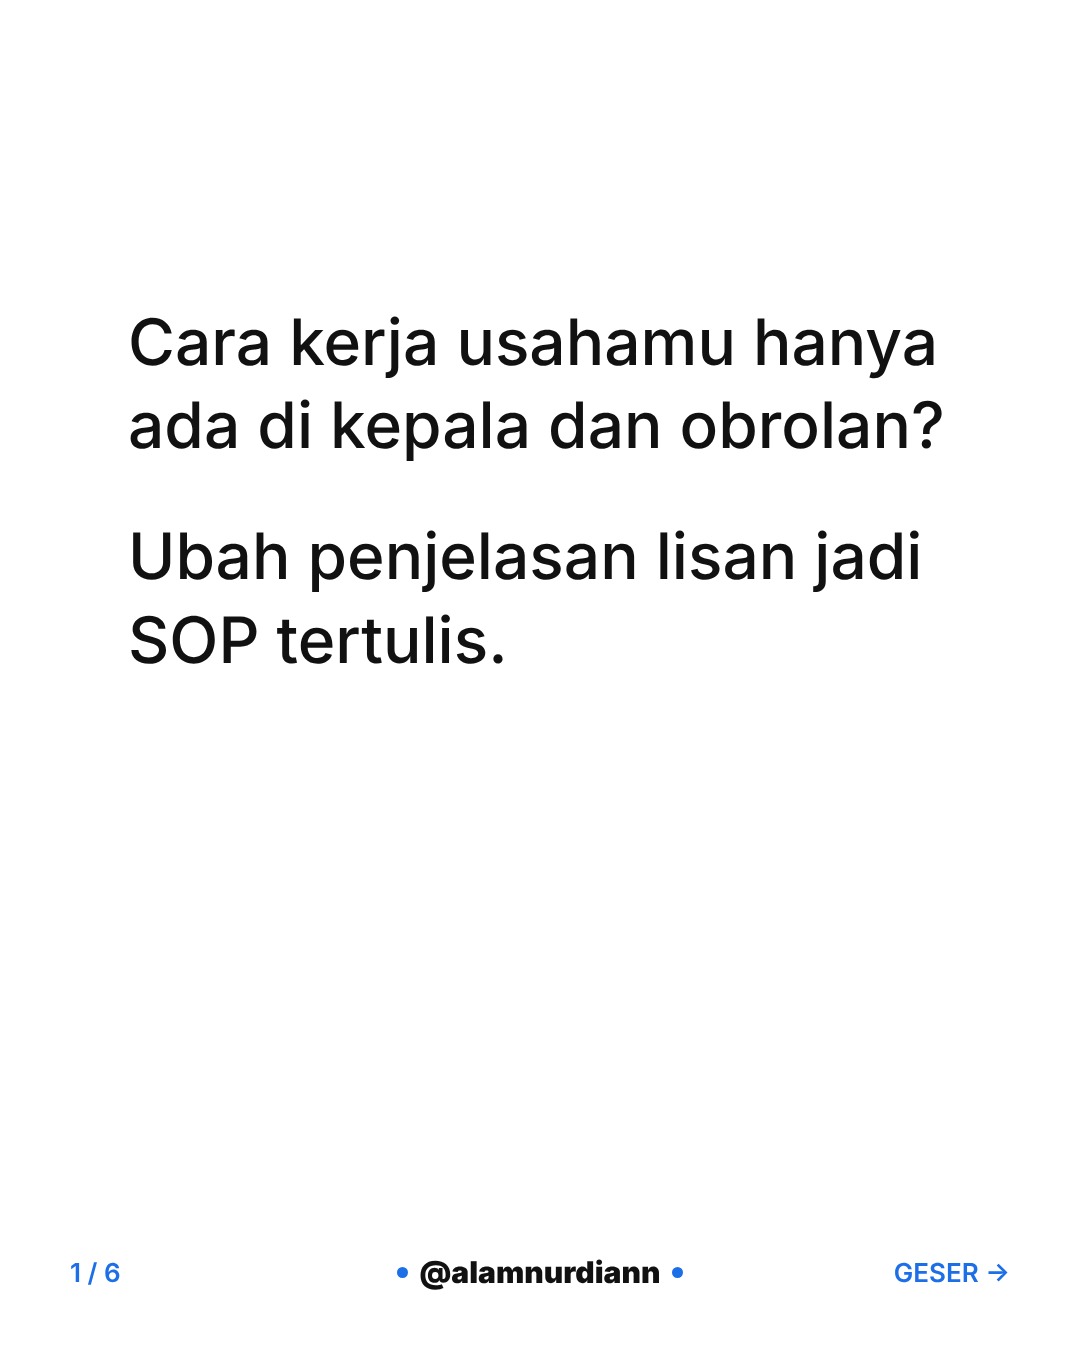 Cara kerja usahamu hanya
ada di kepala dan obrolan?
Ubah penjelasan lisan jadi
SOP tertulis.
1 / 6
• @alamnurdiann •
GESER →